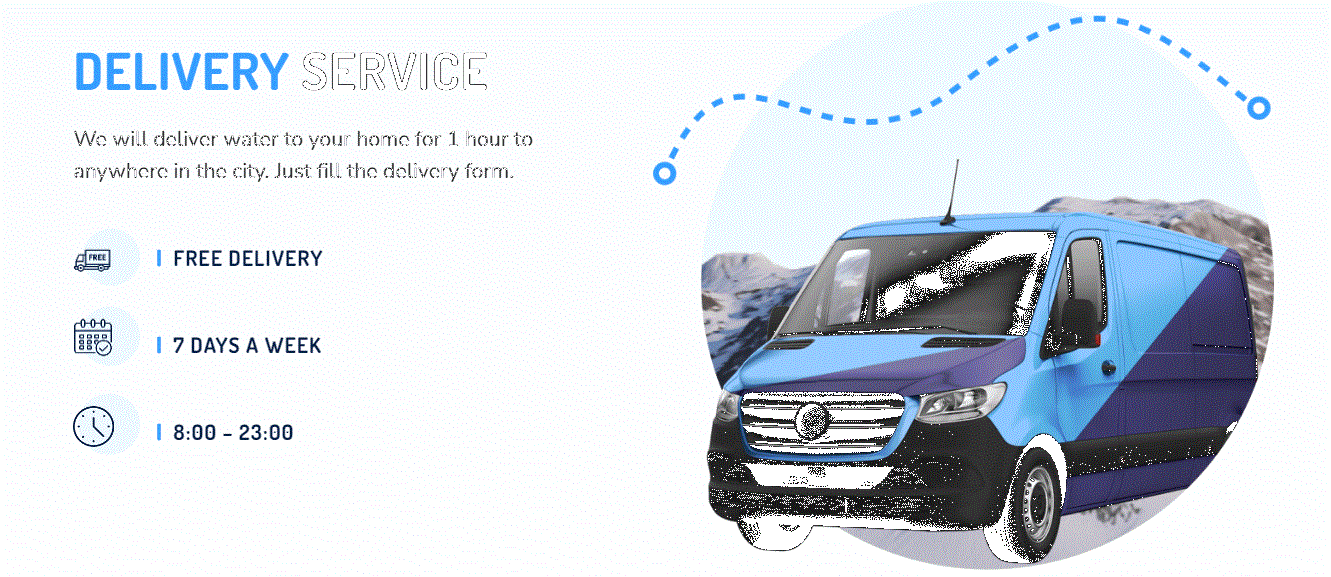 DELIVERY SERVICE
We will deliver water to your home for 1 hour to
anywhere in the city. Just fill the delivery form.
FREE
FREE DELIVERY
7 DAYS A WEEK
8:00 – 23:00